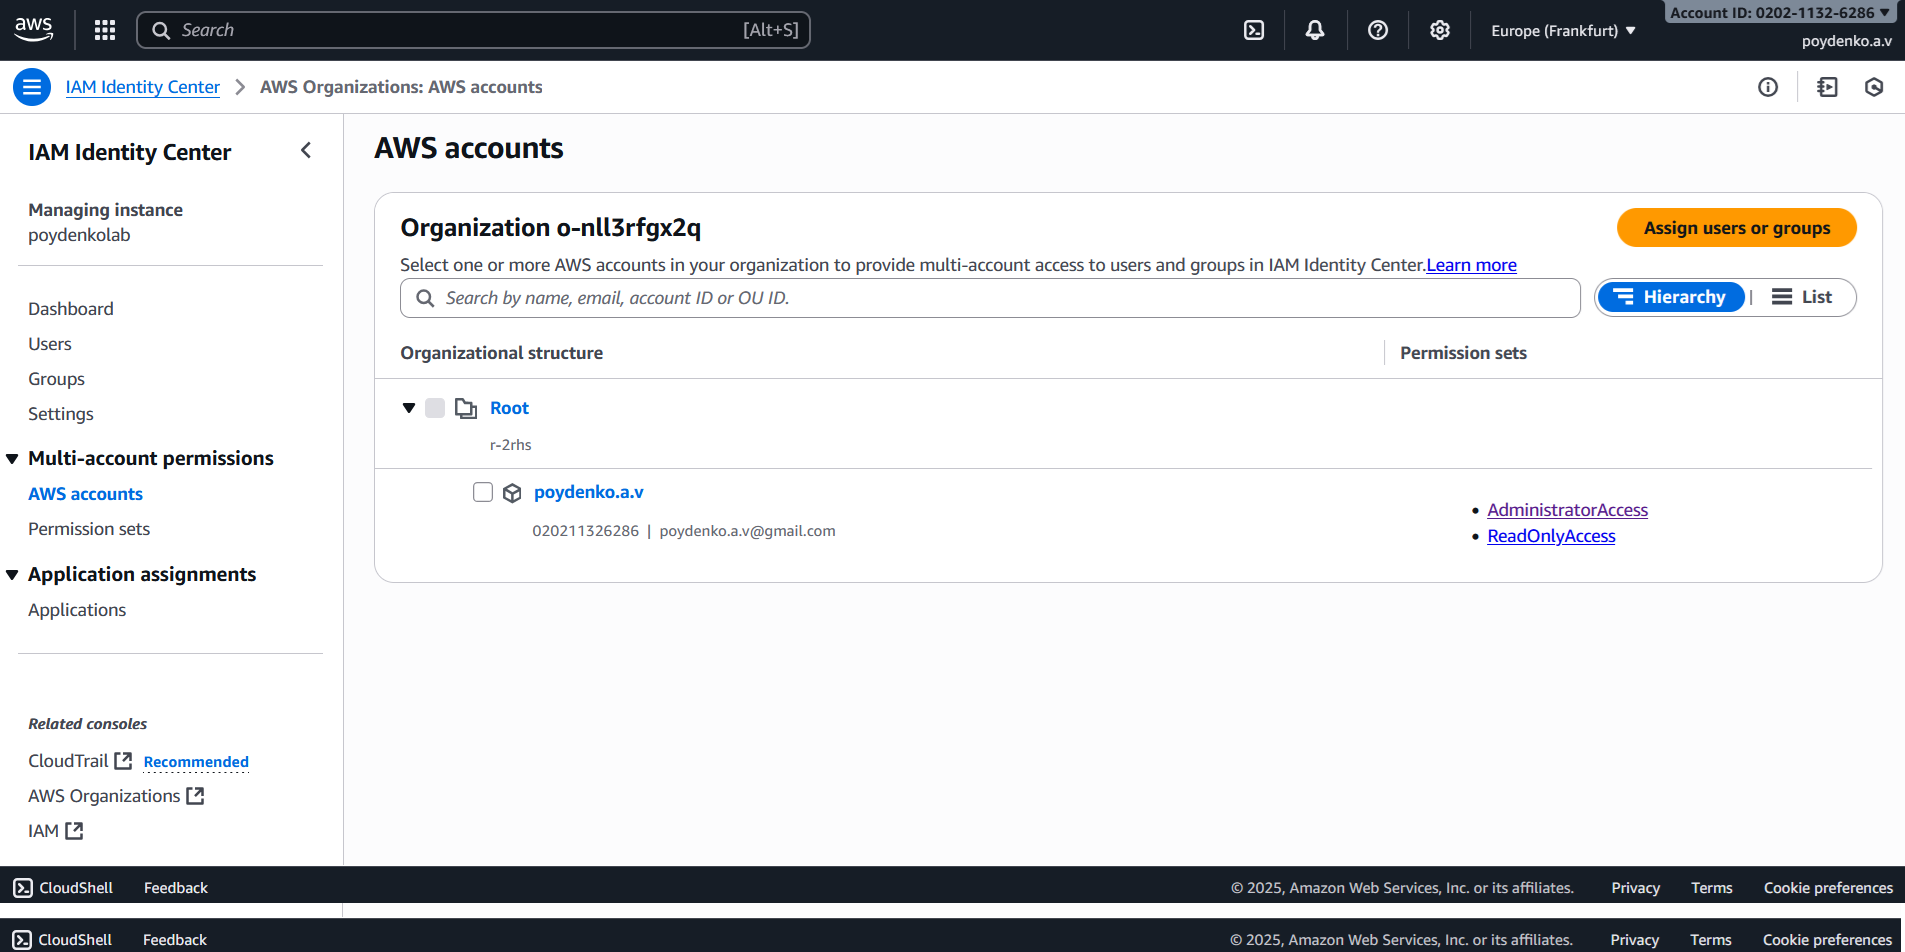 aws
Search [Alt+S]
Europe (Frankfurt)
Account ID: 0202-1132-6286
poydenko.a.v
IAM Identity Center
AWS Organizations: AWS accounts
IAM Identity Center
Managing instance
poydenkolab
Dashboard
Users
Groups
Settings
Multi-account permissions
AWS accounts
Permission sets
Application assignments
Applications
Related consoles
CloudTrail Recommended
AWS Organizations
IAM
AWS accounts
Organization o-nll3rfgx2q
Assign users or groups
Select one or more AWS accounts in your organization to provide multi-account access to users and groups in IAM Identity Center.Learn more
Search by name, email, account ID or OU ID.
Hierarchy | List
Organizational structure
Permission sets
Root
r-2rhs
poydenko.a.v
020211326286 | poydenko.a.v@gmail.com
• AdministratorAccess
• ReadOnlyAccess
CloudShell Feedback © 2025, Amazon Web Services, Inc. or its affiliates. Privacy Terms Cookie preferences
CloudShell Feedback © 2025, Amazon Web Services, Inc. or its affiliates. Privacy Terms Cookie preferences